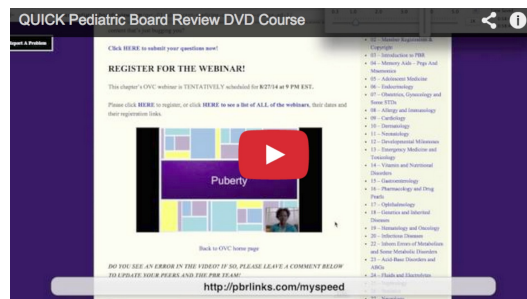 QUICK Pediatric Board Review DVD Course
Report A Problem
Click HERE to submit your questions now!
REGISTER FOR THE WEBINAR!
This chapter's OVC webinar is TENTATIVELY scheduled for 8/27/14 at 9 PM EST.
Please click HERE to register, or click HERE to see a list of ALL of the webinars, their dates and
their registration links.
Puberty
Back to OVC home page
DO YOU SEE AN ERROR IN THE VIDEO? IF SO, PLEASE LEAVE A COMMENT BELOW
TO UPDATE YOUR PEERS AND THE PBR TEAM!
02 – Member Registration &
Copyright
03 – Introduction to PBR
04 – Memory Aids – Pegs And
Mnemonics
05 – Adolescent Medicine
06 – Endocrinology
07 – Obstetrics, Gynecology and
Some STDs
08 – Allergy and Immunology
09 – Cardiology
10 – Dermatology
11 – Neonatology
12 – Developmental Milestones
13 – Emergency Medicine and
Toxicology
14 – Vitamin and Nutritional
Disorders
15 – Gastroenterology
16 – Pharmacology and Drug
Pearls
17 – Ophthalmology
18 – Genetics and Inherited
Diseases
19 – Hematology and Oncology
20 – Infectious Diseases
22 – Inborn Errors of Metabolism
and Some Metabolic Disorders
23 – Acid-Base Disorders and
ABGs
24 – Fluids and Electrolytes
http://pbrlinks.com/myspeed